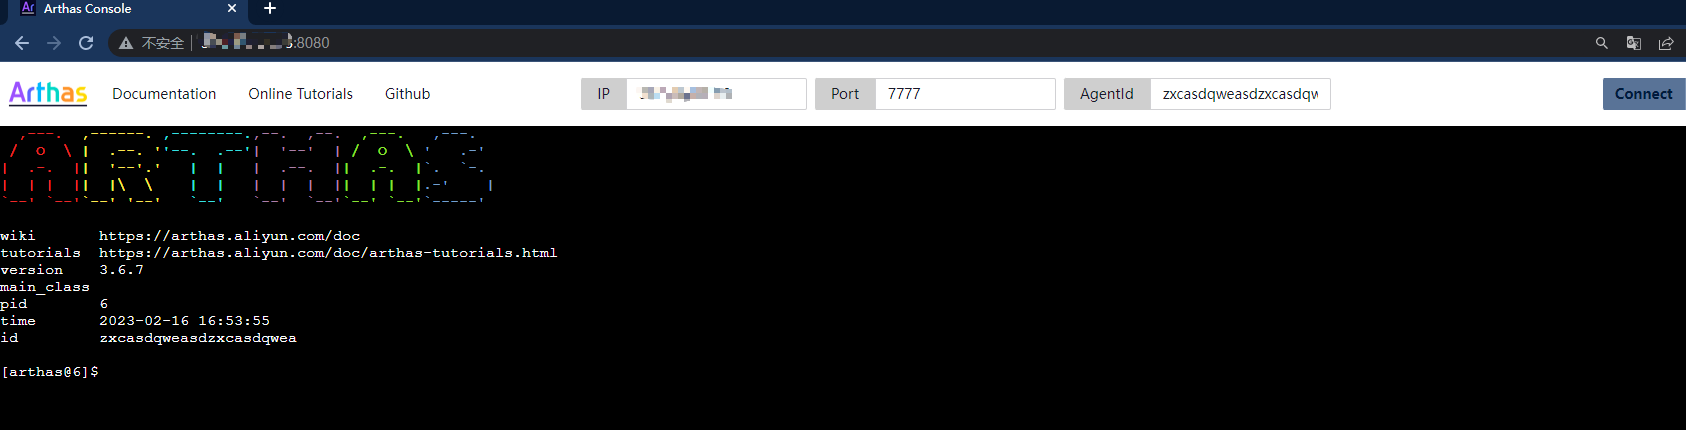 Arthas Console
不安全 :8080
Arthas Documentation Online Tutorials Github IP Port 7777 AgentId zxcasdqweasdzxcasdqw Connect
ARTHAS
wiki https://arthas.aliyun.com/doc
tutorials https://arthas.aliyun.com/doc/arthas-tutorials.html
version 3.6.7
main_class
pid 6
time 2023-02-16 16:53:55
id zxcasdqweasdzxcasdqwea
[arthas@6]$